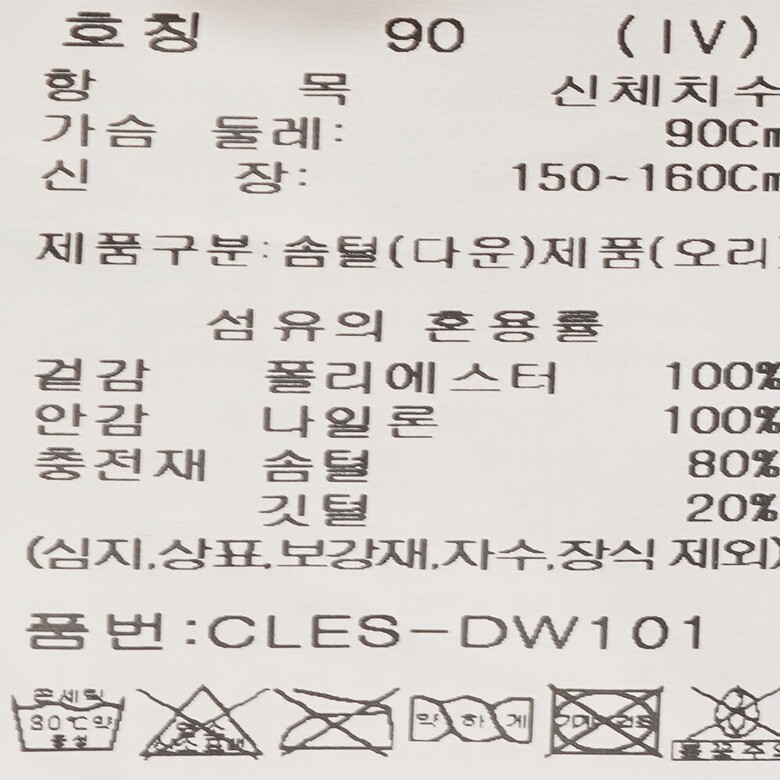 호칭 90 (IV)
항 목 신체치수
가슴 둘레: 90Cm
신 장: 150~160Cm
제품구분:솜털(다운)제품(오리)
섬유의 혼용률
겉감 폴리에스터 100%
안감 나일론 100%
충전재 솜털 80%
깃털 20%
(심지,상표,보강재,자수,장식 제외)
품번:CLES-DW101
손세탁
30℃약
중성
약하게